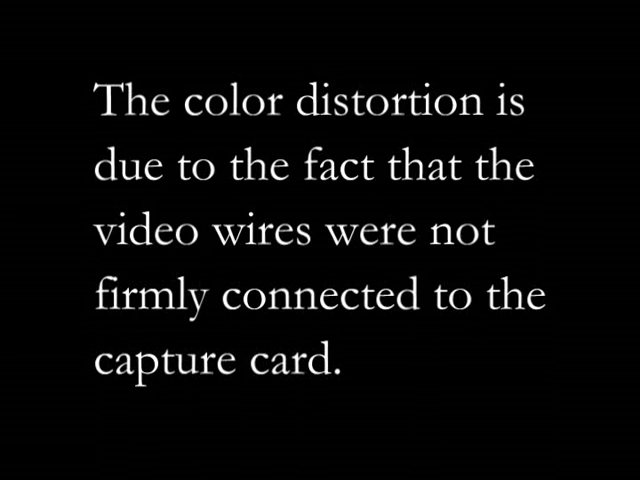 The color distortion is
due to the fact that the
video wires were not
firmly connected to the
capture card.